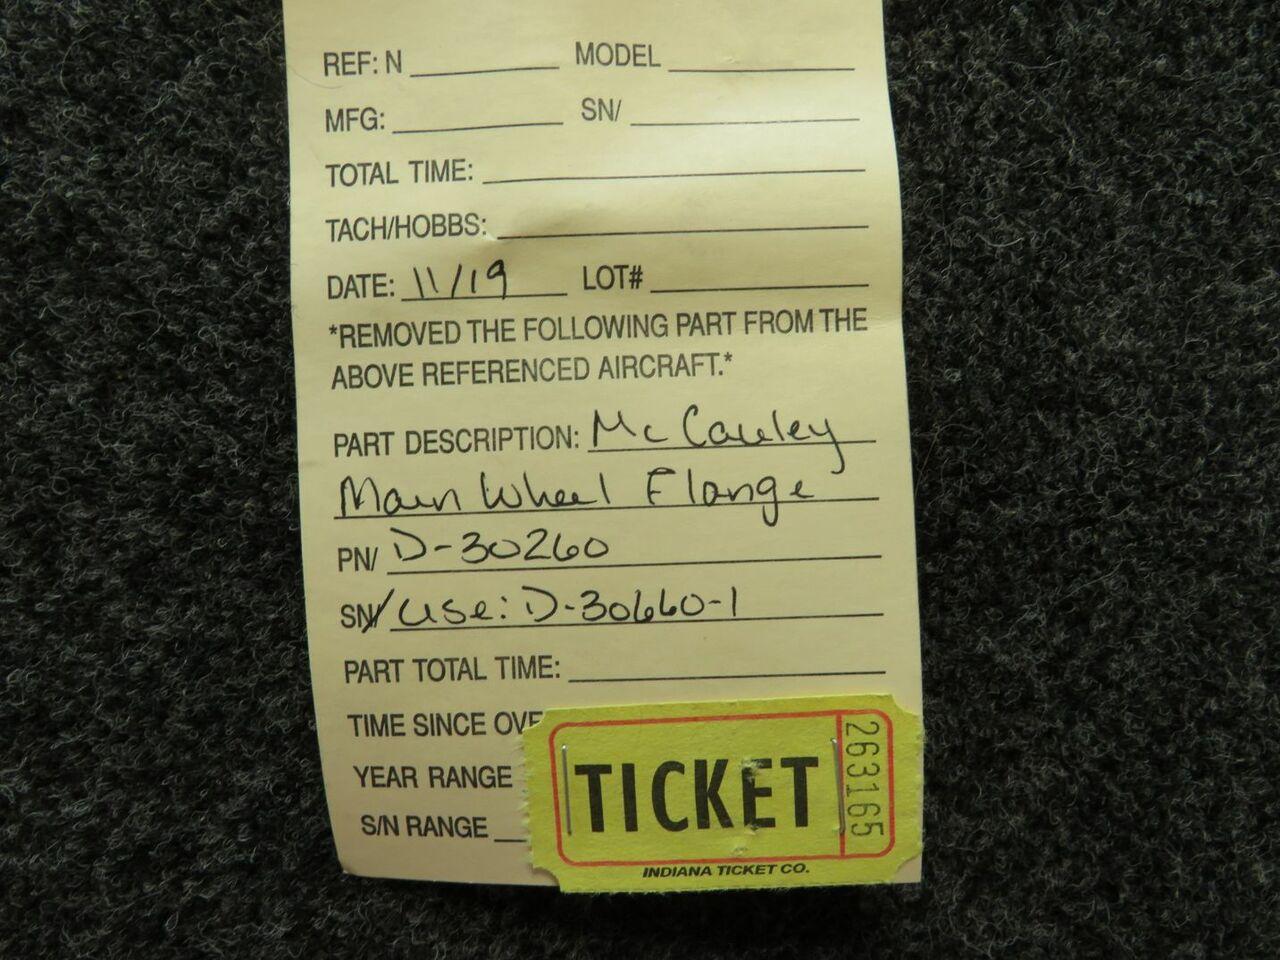 REF: N MODEL
MFG: SN/
TOTAL TIME:
TACH/HOBBS:
DATE: 11/19 LOT#
*REMOVED THE FOLLOWING PART FROM THE
ABOVE REFERENCED AIRCRAFT.*
PART DESCRIPTION: McCauley
Main Wheel Flange
PN/ D-30260
SN/ use: D-30660-1
PART TOTAL TIME:
TIME SINCE OVE
YEAR RANGE
S/N RANGE
TICKET
263165
INDIANA TICKET CO.